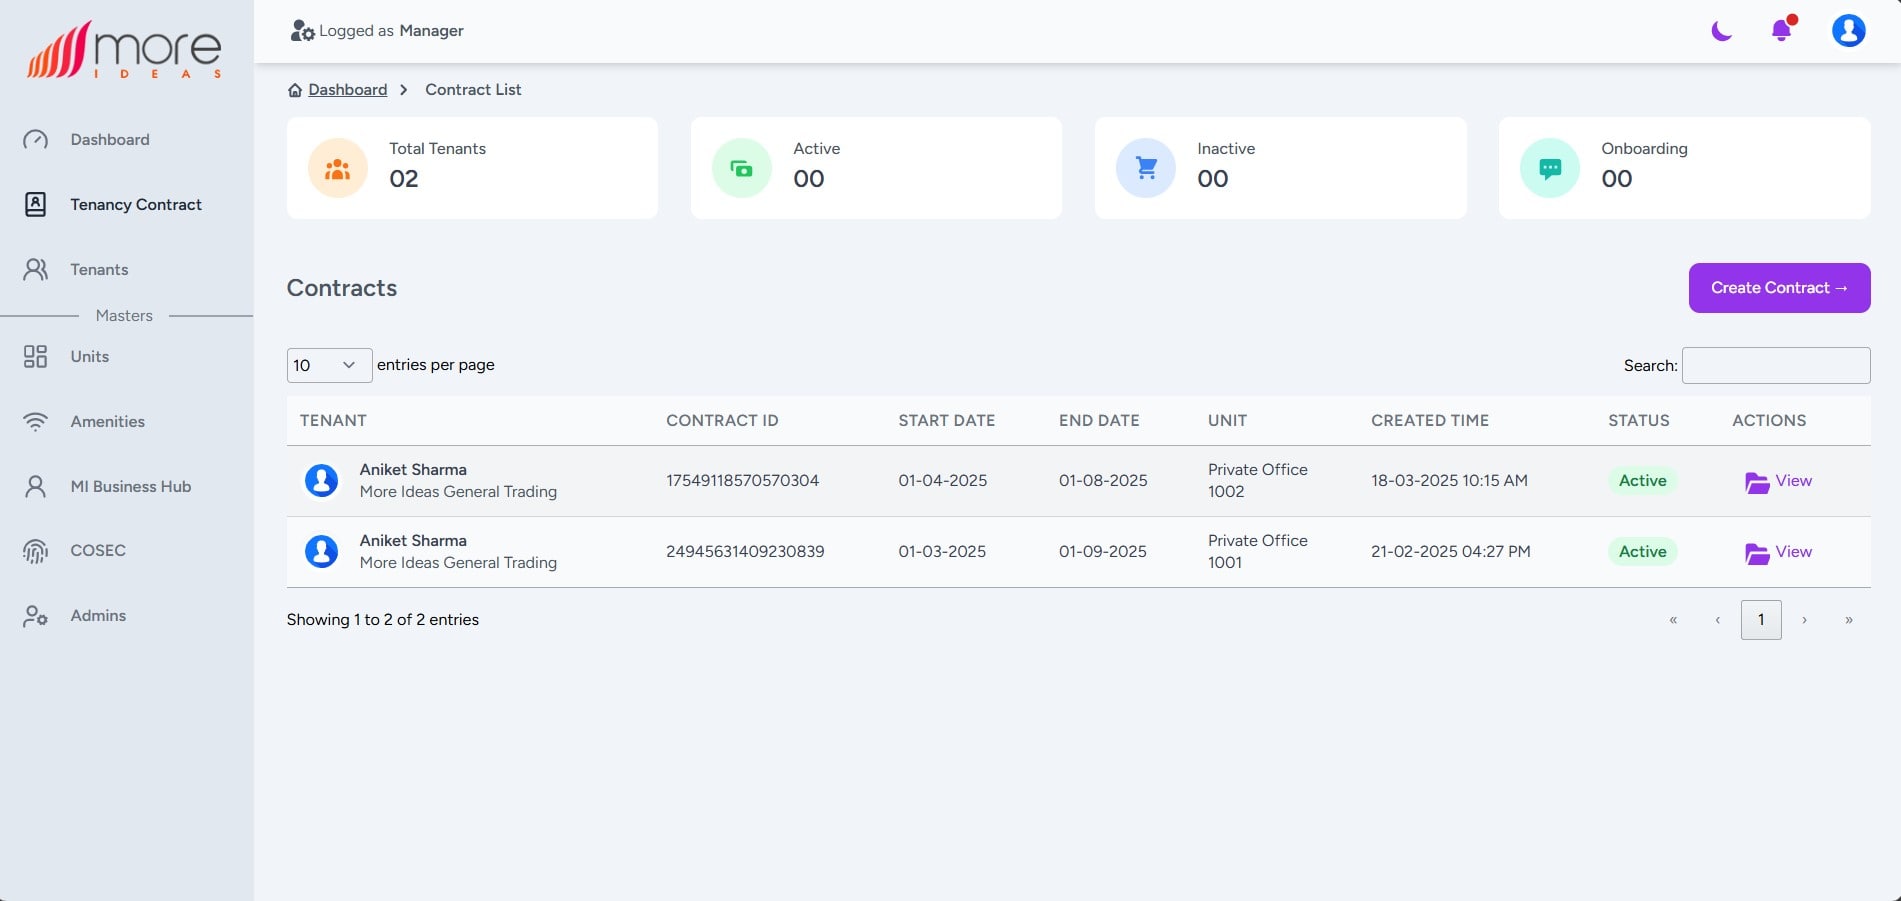 more
IDEAS
Logged as Manager
Dashboard
Tenancy Contract
Tenants
Masters
Units
Amenities
MI Business Hub
COSEC
Admins
Dashboard > Contract List
Total Tenants
02
Active
00
Inactive
00
Onboarding
00
Contracts
Create Contract →
10 entries per page
Search:
TENANT CONTRACT ID START DATE END DATE UNIT CREATED TIME STATUS ACTIONS
Aniket Sharma
More Ideas General Trading
17549118570570304 01-04-2025 01-08-2025
Private Office
1002
18-03-2025 10:15 AM Active View
Aniket Sharma
More Ideas General Trading
24945631409230839 01-03-2025 01-09-2025
Private Office
1001
21-02-2025 04:27 PM Active View
Showing 1 to 2 of 2 entries
« ‹ 1 › »